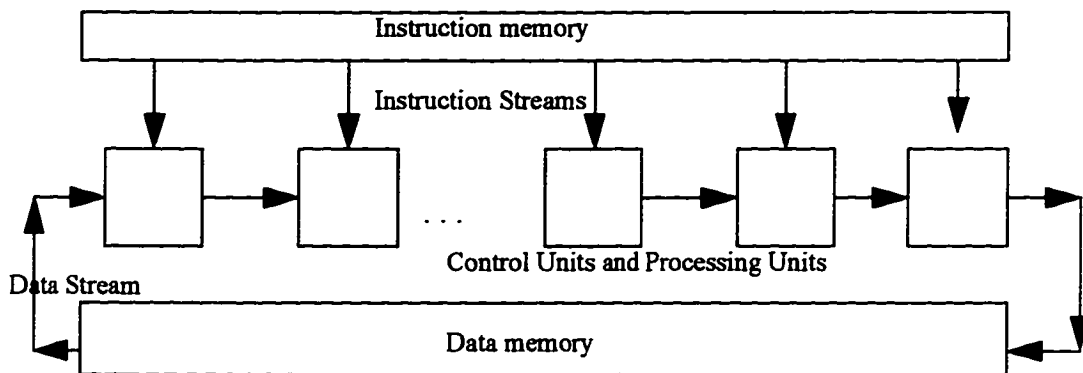 Instruction memory
Instruction Streams
. . .
Control Units and Processing Units
Data Stream
Data memory